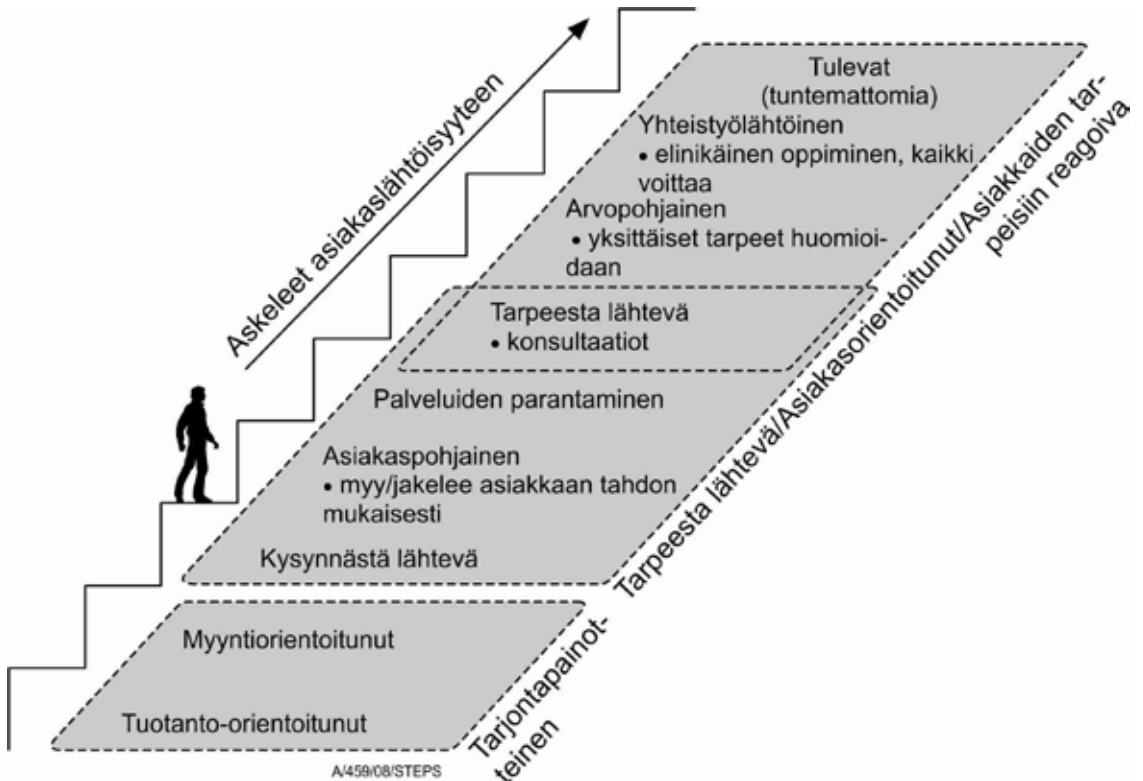 Askeleet asiakaslähtöisyyteen
Tulevat
(tuntemattomia)
Yhteistyölähtöinen
• elinikäinen oppiminen, kaikki
voittaa
Arvopohjainen
• yksittäiset tarpeet huomioi-
daan
Tarpeesta lähtevä
• konsultaatiot
Palveluiden parantaminen
Asiakaspohjainen
• myy/jakelee asiakkaan tahdon
mukaisesti
Kysynnästä lähtevä
Tarpeesta lähtevä/Asiakasorientoitunut/Asiakkaiden tar-
peisiin reagoiva
Myyntiorientoitunut
Tuotanto-orientoitunut
Tarjontapainot-
teinen
A/459/08/STEPS